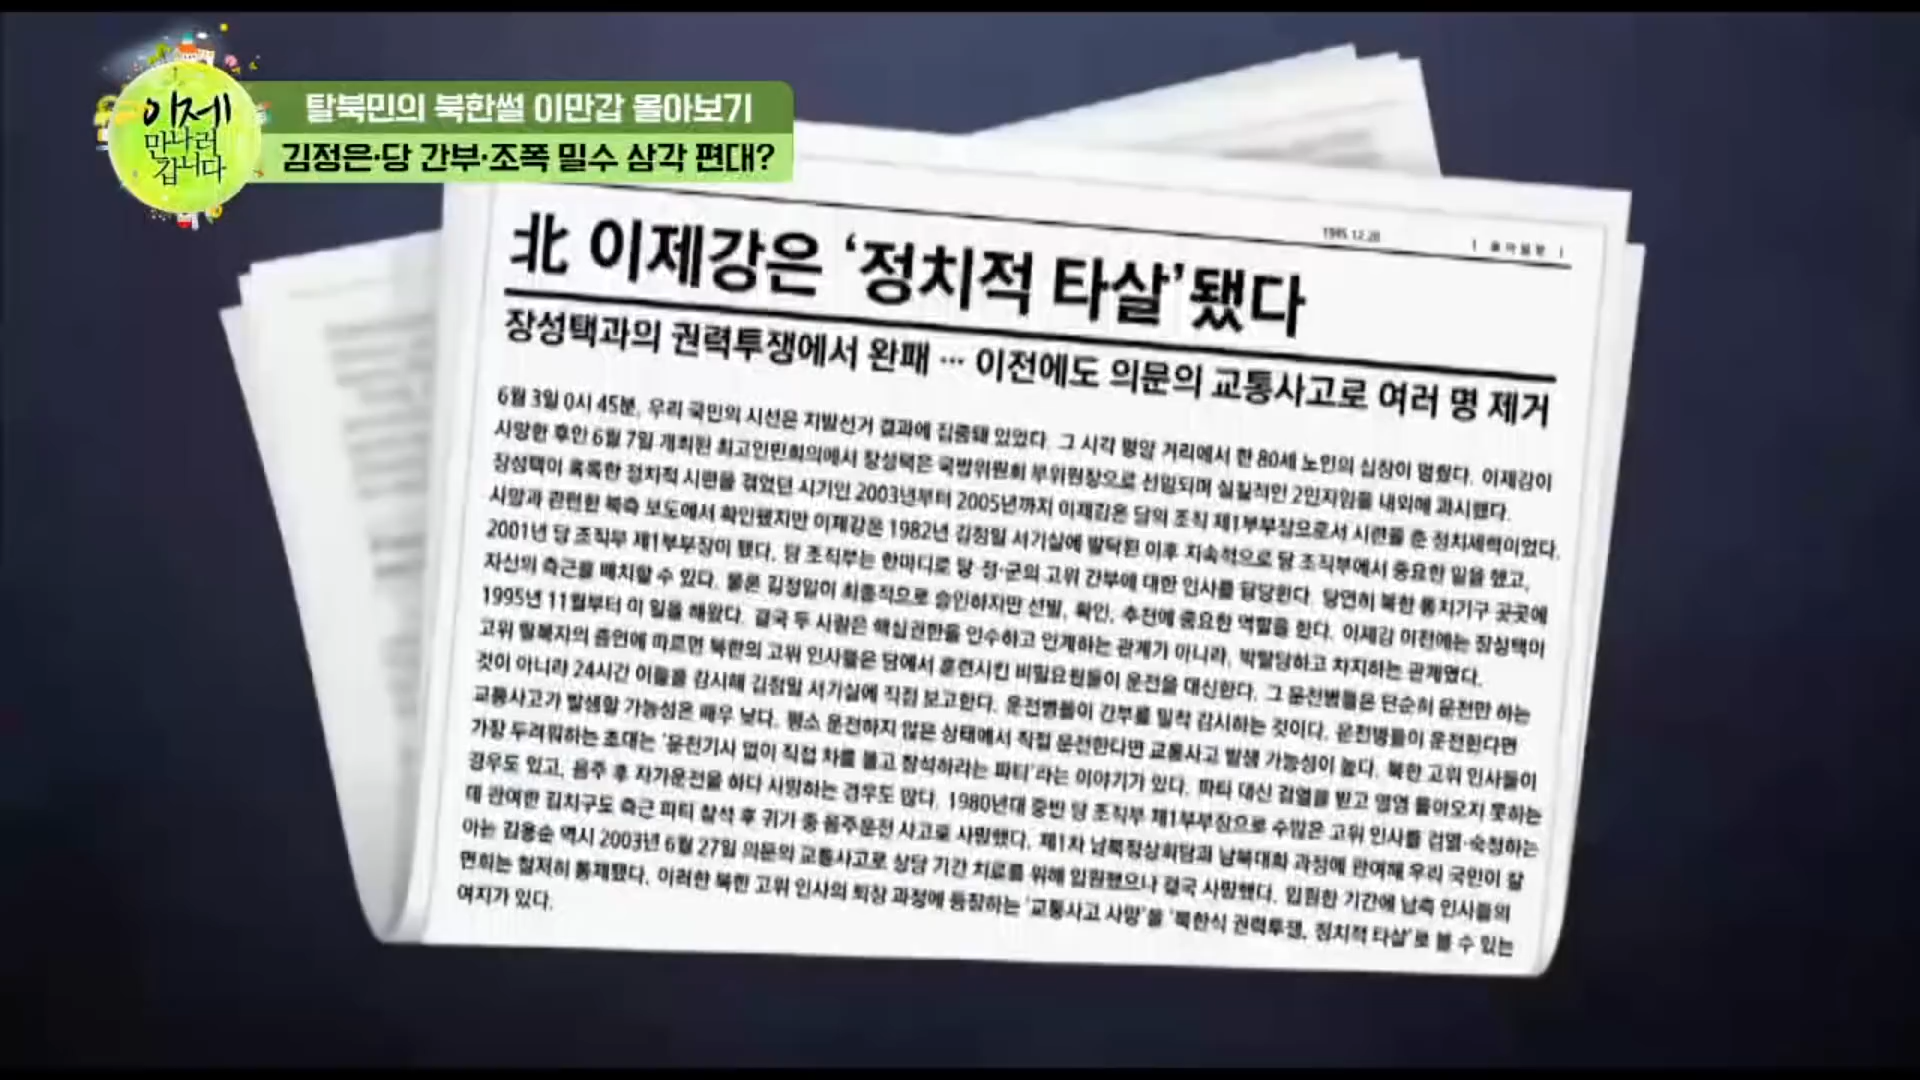 이제
만나러
갑니다
탈북민의 북한썰 이만갑 몰아보기
김정은·당 간부·조폭 밀수 삼각 편대?
1995.12.20
北 이제강은 ‘정치적 타살’됐다
장성택과의 권력투쟁에서 완패 … 이전에도 의문의 교통사고로 여러 명 제거
6월 3일 0시 45분, 우리 국민의 시선은 지방선거 결과에 집중돼 있었다. 그 시각 평양 거리에서 한 80세 노인의 심장이 멈췄다. 이제강이
사망한 후인 6월 7일 개최된 최고인민회의에서 장성택은 국방위원회 부위원장으로 선임되며 실질적인 2인자임을 내외에 과시했다.
장성택이 혹독한 정치적 시련을 겪었던 시기인 2003년부터 2005년까지 이제강은 당의 조직 제1부부장으로서 시련을 준 정치세력이었다.
사망과 관련한 북측 보도에서 확인됐지만 이제강은 1982년 김정일 서기실에 발탁된 이후 지속적으로 당 조직부에서 중요한 일을 했고,
2001년 당 조직부 제1부부장이 됐다. 당 조직부는 한마디로 당·정·군의 고위 간부에 대한 인사를 담당한다. 당연히 북한 통치기구 곳곳에
자신의 측근을 배치할 수 있다. 물론 김정일이 최종적으로 승인하지만 선발, 확인, 추천에 중요한 역할을 한다. 이제강 이전에는 장성택이
1995년 11월부터 이 일을 해왔다. 결국 두 사람은 핵심권한을 인수하고 인계하는 관계가 아니라, 박탈당하고 차지하는 관계였다.
고위 탈북자의 증언에 따르면 북한의 고위 인사들은 당에서 훈련시킨 비밀요원들이 운전을 대신한다. 그 운전병들은 단순히 운전만 하는
것이 아니라 24시간 이들을 감시해 김정일 서기실에 직접 보고한다. 운전병들이 간부를 밀착 감시하는 것이다. 운전병들이 운전한다면
교통사고가 발생할 가능성은 매우 낮다. 평소 운전하지 않은 상태에서 직접 운전한다면 교통사고 발생 가능성이 높다. 북한 고위 인사들이
가장 두려워하는 초대는 ‘운전기사 없이 직접 차를 몰고 참석하라는 파티’라는 이야기가 있다. 파티 대신 검열을 받고 영영 돌아오지 못하는
경우도 있고, 음주 후 자가운전을 하다 사망하는 경우도 많다. 1980년대 중반 당 조직부 제1부부장으로 수많은 고위 인사를 검열·숙청하는
데 관여한 김치구도 측근 파티 참석 후 귀가 중 음주운전 사고로 사망했다. 제1차 남북정상회담과 남북대화 과정에 관여해 우리 국민이 잘
아는 김용순 역시 2003년 6월 27일 의문의 교통사고로 상당 기간 치료를 위해 입원했으나 결국 사망했다. 입원한 기간에 남측 인사들의
면회는 철저히 통제됐다. 이러한 북한 고위 인사의 퇴장 과정에 등장하는 ‘교통사고 사망’을 ‘북한식 권력투쟁, 정치적 타살’로 볼 수 있는
여지가 있다.